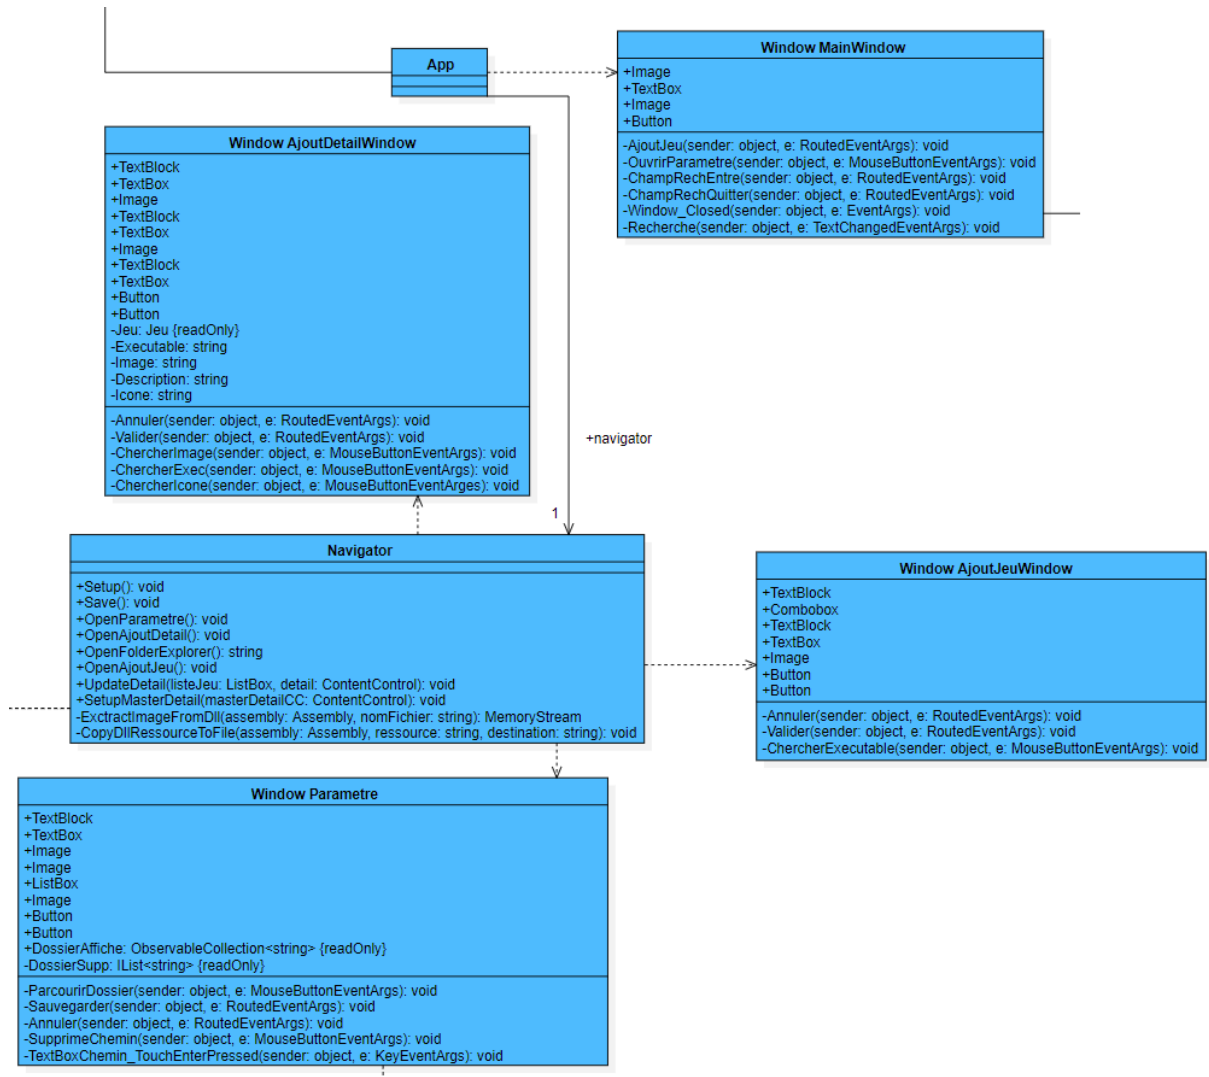 App
Window MainWindow
+Image
+TextBox
+Image
+Button
-AjoutJeu(sender: object, e: RoutedEventArgs): void
-OuvrirParametre(sender: object, e: MouseButtonEventArgs): void
-ChampRechEntre(sender: object, e: RoutedEventArgs): void
-ChampRechQuitter(sender: object, e: RoutedEventArgs): void
-Window_Closed(sender: object, e: EventArgs): void
-Recherche(sender: object, e: TextChangedEventArgs): void
Window AjoutDetailWindow
+TextBlock
+TextBox
+Image
+TextBlock
+TextBox
+Image
+TextBlock
+TextBox
+Button
+Button
-Jeu: Jeu {readOnly}
-Executable: string
-Image: string
-Description: string
-Icone: string
-Annuler(sender: object, e: RoutedEventArgs): void
-Valider(sender: object, e: RoutedEventArgs): void
-ChercherImage(sender: object, e: MouseButtonEventArgs): void
-ChercherExec(sender: object, e: MouseButtonEventArgs): void
-ChercherIcone(sender: object, e: MouseButtonEventArges): void
+navigator
1
Navigator
+Setup(): void
+Save(): void
+OpenParametre(): void
+OpenAjoutDetail(): void
+OpenFolderExplorer(): string
+OpenAjoutJeu(): void
+UpdateDetail(listeJeu: ListBox, detail: ContentControl): void
+SetupMasterDetail(masterDetailCC: ContentControl): void
-ExctractImageFromDll(assembly: Assembly, nomFichier: string): MemoryStream
-CopyDllRessourceToFile(assembly: Assembly, ressource: string, destination: string): void
Window AjoutJeuWindow
+TextBlock
+Combobox
+TextBlock
+TextBox
+Image
+Button
+Button
-Annuler(sender: object, e: RoutedEventArgs): void
-Valider(sender: object, e: RoutedEventArgs): void
-ChercherExecutable(sender: object, e: MouseButtonEventArgs): void
Window Parametre
+TextBlock
+TextBox
+Image
+Image
+ListBox
+Image
+Button
+Button
+DossierAffiche: ObservableCollection<string> {readOnly}
-DossierSupp: IList<string> {readOnly}
-ParcourirDossier(sender: object, e: MouseButtonEventArgs): void
-Sauvegarder(sender: object, e: RoutedEventArgs): void
-Annuler(sender: object, e: RoutedEventArgs): void
-SupprimeChemin(sender: object, e: MouseButtonEventArgs): void
-TextBoxChemin_TouchEnterPressed(sender: object, e: KeyEventArgs): void